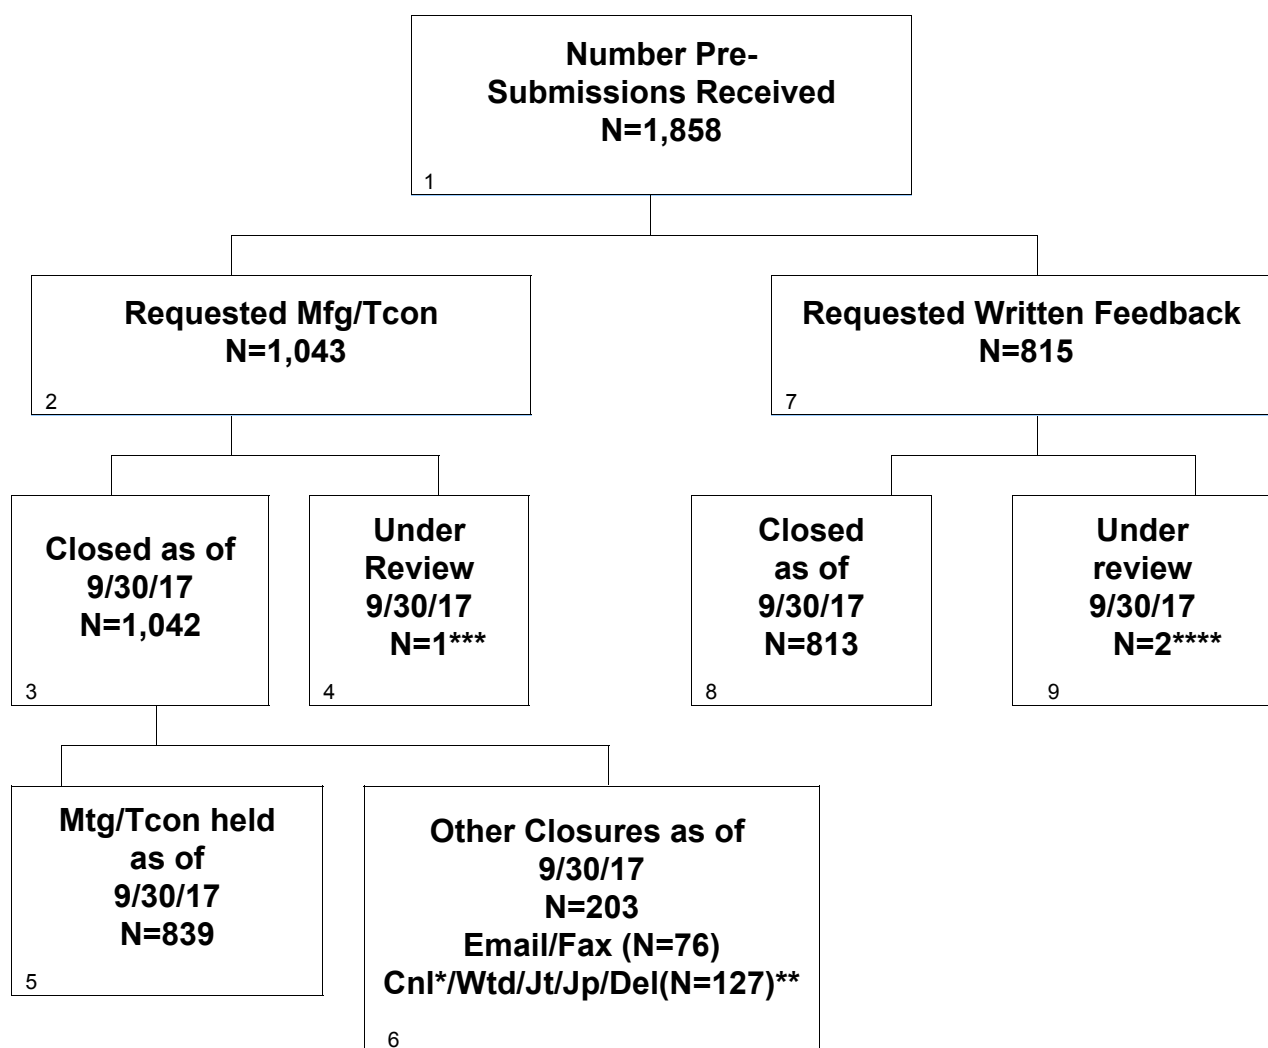 Number Pre-
Submissions Received
N=1,858
1
Requested Mfg/Tcon
N=1,043
2
Requested Written Feedback
N=815
7
Closed as of
9/30/17
N=1,042
3
Under
Review
9/30/17
N=1***
4
Closed
as of
9/30/17
N=813
8
Under
review
9/30/17
N=2****
9
Mtg/Tcon held
as of
9/30/17
N=839
5
Other Closures as of
9/30/17
N=203
Email/Fax (N=76)
Cnl*/Wtd/Jt/Jp/Del(N=127)**
6